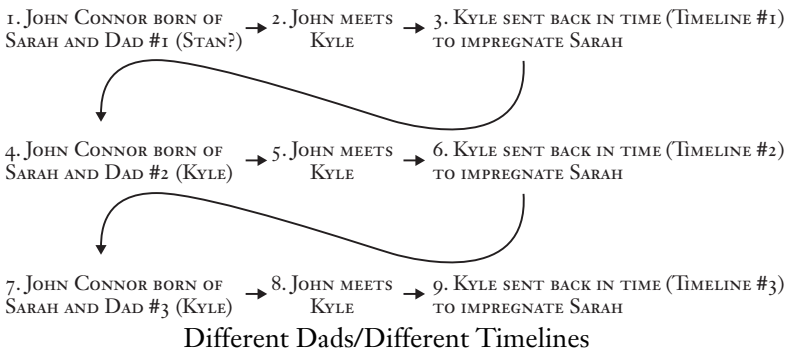 1. John Connor born of
Sarah and Dad #1 (Stan?)
2. John meets
Kyle
3. Kyle sent back in time (Timeline #1)
to impregnate Sarah
4. John Connor born of
Sarah and Dad #2 (Kyle)
5. John meets
Kyle
6. Kyle sent back in time (Timeline #2)
to impregnate Sarah
7. John Connor born of
Sarah and Dad #3 (Kyle)
8. John meets
Kyle
9. Kyle sent back in time (Timeline #3)
to impregnate Sarah
Different Dads/Different Timelines